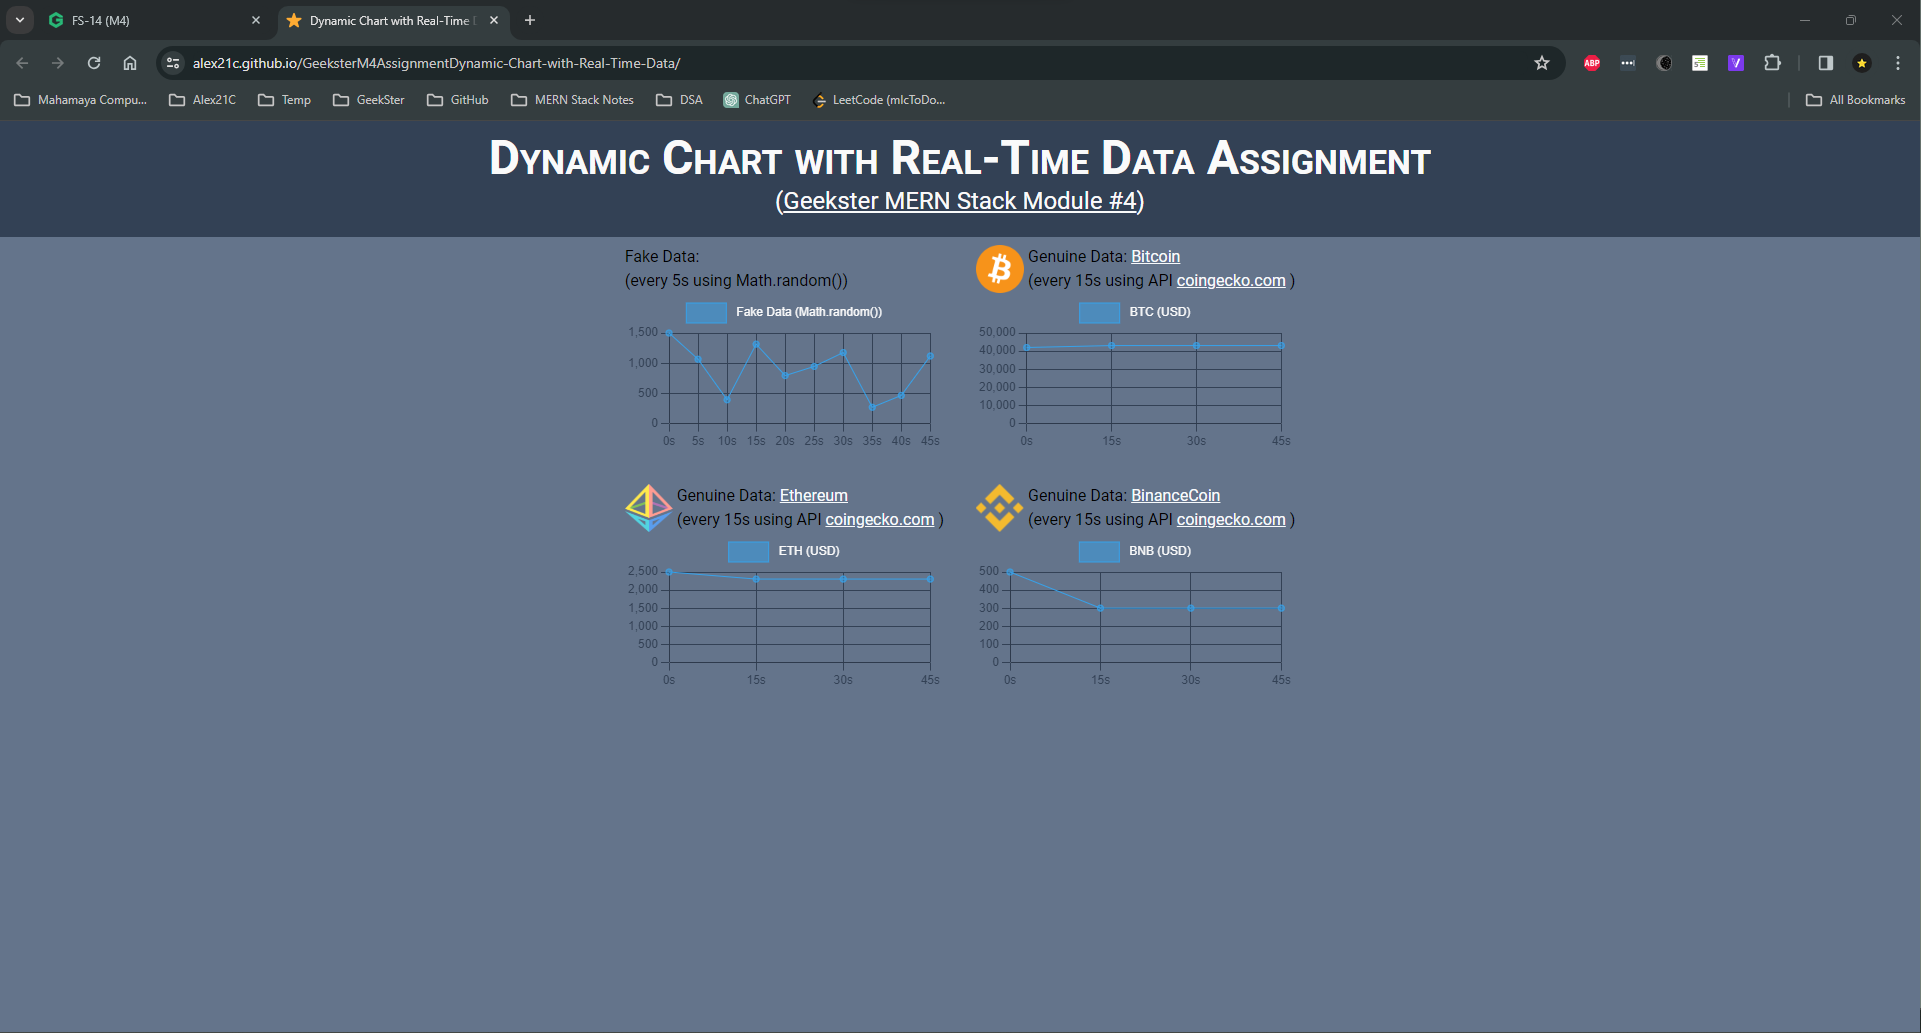 FS-14 (M4)
Dynamic Chart with Real-Time
alex21c.github.io/GeeksterM4AssignmentDynamic-Chart-with-Real-Time-Data/
ABP
V
Mahamaya Compu...
Alex21C
Temp
GeekSter
GitHub
MERN Stack Notes
DSA
ChatGPT
LeetCode (mIcToDo...
All Bookmarks
Dynamic Chart with Real-Time Data Assignment
(Geekster MERN Stack Module #4)
Fake Data:
(every 5s using Math.random())
Fake Data (Math.random())
1,500
1,000
500
0
0s 5s 10s 15s 20s 25s 30s 35s 40s 45s
Genuine Data: Bitcoin
(every 15s using API coingecko.com )
BTC (USD)
50,000
40,000
30,000
20,000
10,000
0
0s 15s 30s 45s
Genuine Data: Ethereum
(every 15s using API coingecko.com )
ETH (USD)
2,500
2,000
1,500
1,000
500
0
0s 15s 30s 45s
Genuine Data: BinanceCoin
(every 15s using API coingecko.com )
BNB (USD)
500
400
300
200
100
0
0s 15s 30s 45s